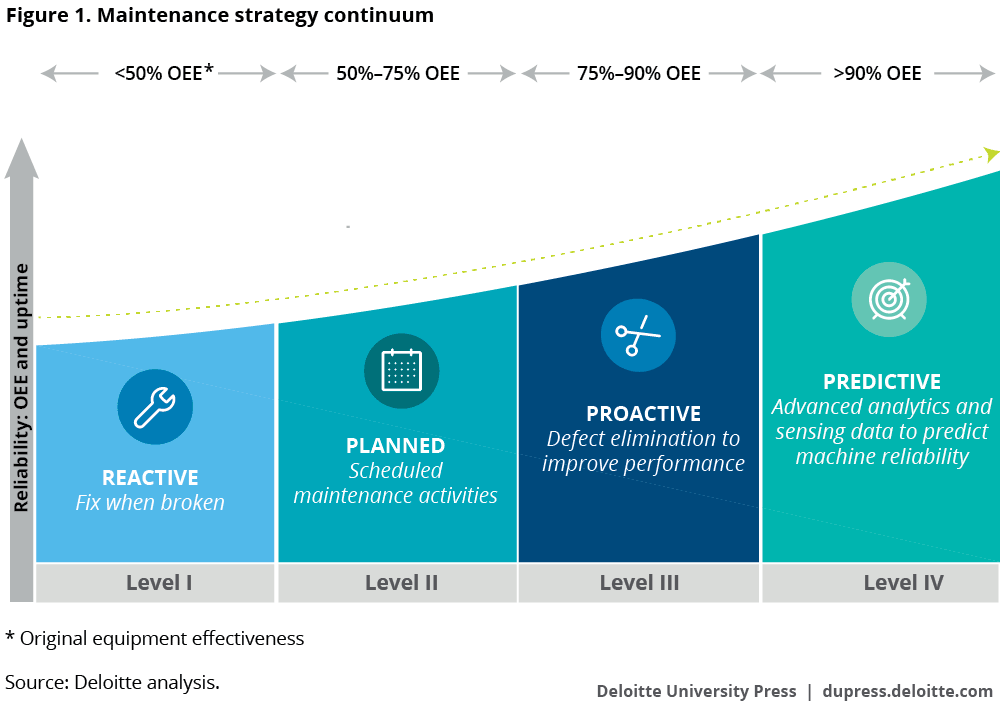 Figure 1. Maintenance strategy continuum
<50% OEE*
50%–75% OEE
75%–90% OEE
>90% OEE
Reliability: OEE and uptime
REACTIVE
Fix when broken
PLANNED
Scheduled
maintenance activities
PROACTIVE
Defect elimination to
improve performance
PREDICTIVE
Advanced analytics and
sensing data to predict
machine reliability
Level I
Level II
Level III
Level IV
* Original equipment effectiveness
Source: Deloitte analysis.
Deloitte University Press | dupress.deloitte.com